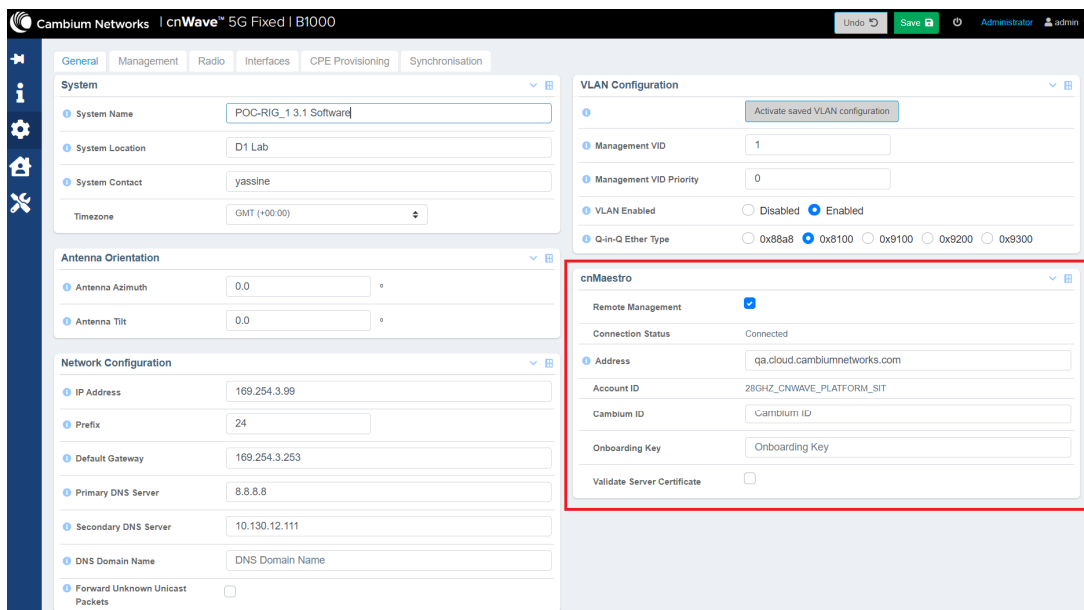 Cambium Networks | cnWave™ 5G Fixed | B1000
Undo Save Administrator admin
General Management Radio Interfaces CPE Provisioning Synchronisation
System
System Name POC-RIG_1 3.1 Software
System Location D1 Lab
System Contact yassine
Timezone GMT (+00:00)
Antenna Orientation
Antenna Azimuth 0.0 °
Antenna Tilt 0.0 °
Network Configuration
IP Address 169.254.3.99
Prefix 24
Default Gateway 169.254.3.253
Primary DNS Server 8.8.8.8
Secondary DNS Server 10.130.12.111
DNS Domain Name DNS Domain Name
Forward Unknown Unicast
Packets
VLAN Configuration
Activate saved VLAN configuration
Management VID 1
Management VID Priority 0
VLAN Enabled Disabled Enabled
Q-in-Q Ether Type 0x88a8 0x8100 0x9100 0x9200 0x9300
cnMaestro
Remote Management
Connection Status Connected
Address qa.cloud.cambiumnetworks.com
Account ID 28GHZ_CNWAVE_PLATFORM_SIT
Cambium ID Cambium ID
Onboarding Key Onboarding Key
Validate Server Certificate